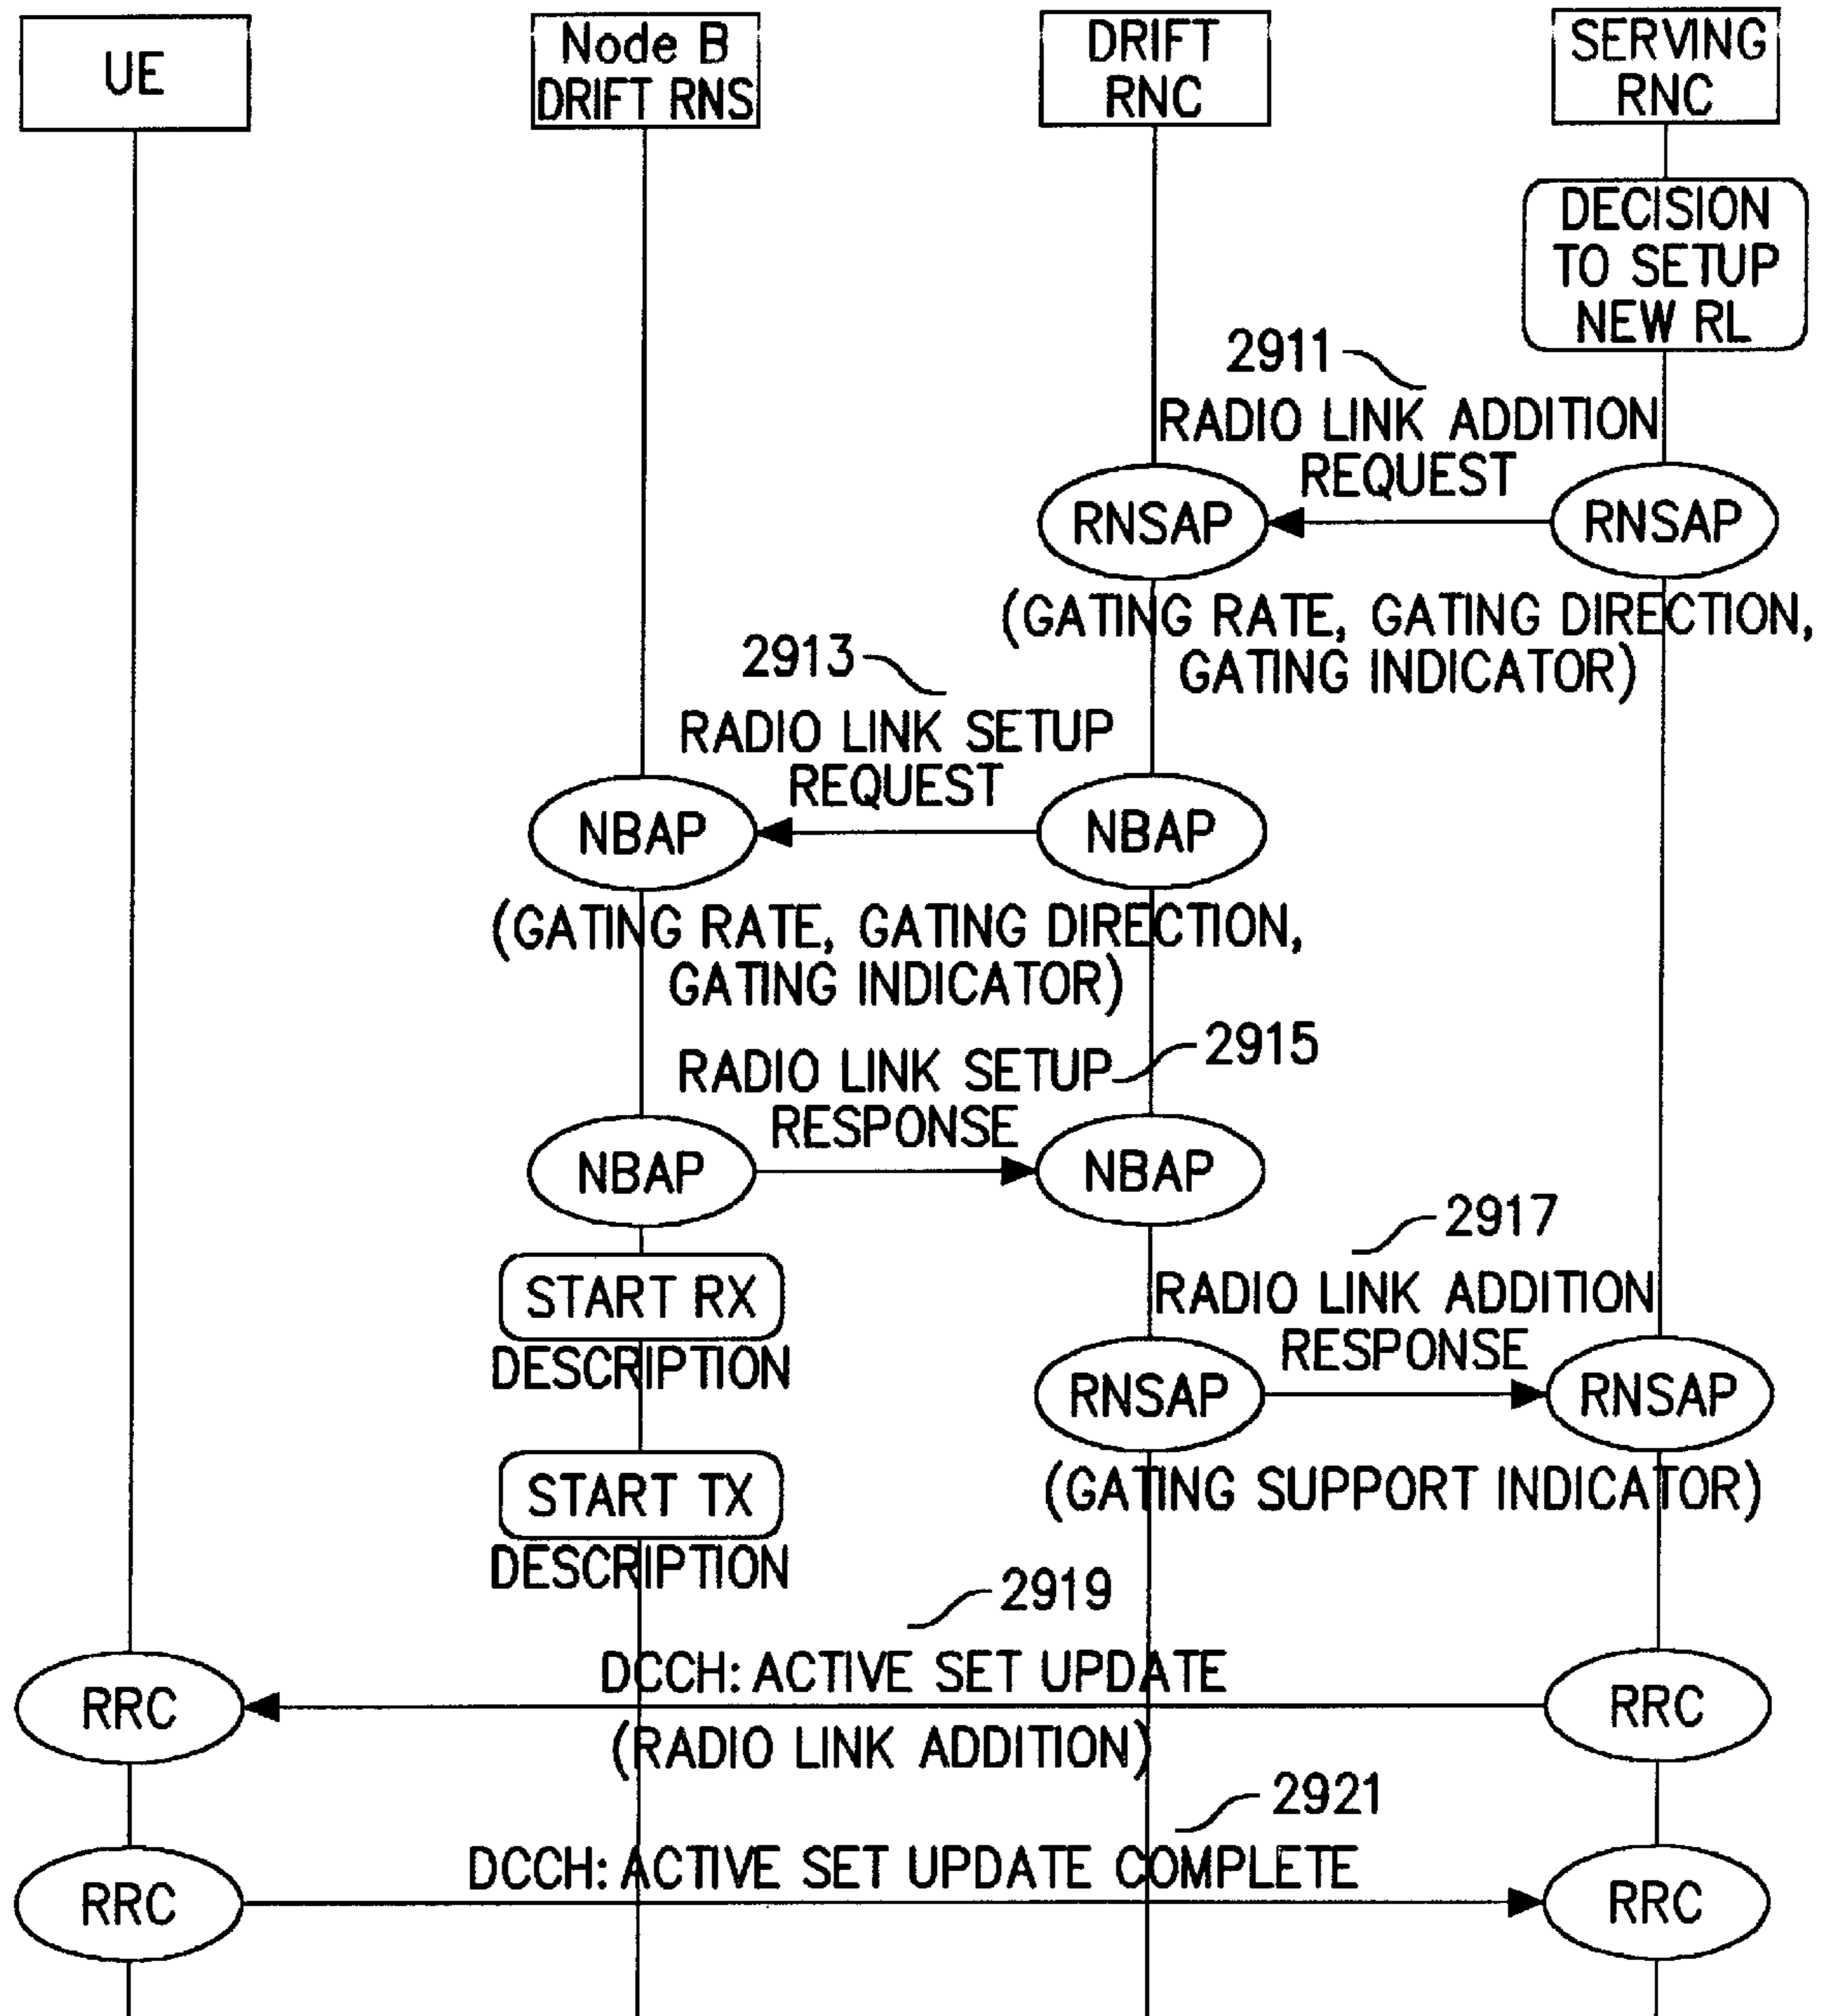 UE
Node B
DRIFT RNS
DRIFT
RNC
SERVING
RNC
DECISION
TO SETUP
NEW RL
2911
RADIO LINK ADDITION
REQUEST
RNSAP
RNSAP
(GATING RATE, GATING DIRECTION,
GATING INDICATOR)
2913
RADIO LINK SETUP
REQUEST
NBAP
NBAP
(GATING RATE, GATING DIRECTION,
GATING INDICATOR)
2915
RADIO LINK SETUP
RESPONSE
NBAP
NBAP
2917
START RX
DESCRIPTION
RADIO LINK ADDITION
RESPONSE
RNSAP
RNSAP
(GATING SUPPORT INDICATOR)
START TX
DESCRIPTION
2919
DCCH: ACTIVE SET UPDATE
RRC
RRC
(RADIO LINK ADDITION)
2921
DCCH: ACTIVE SET UPDATE COMPLETE
RRC
RRC